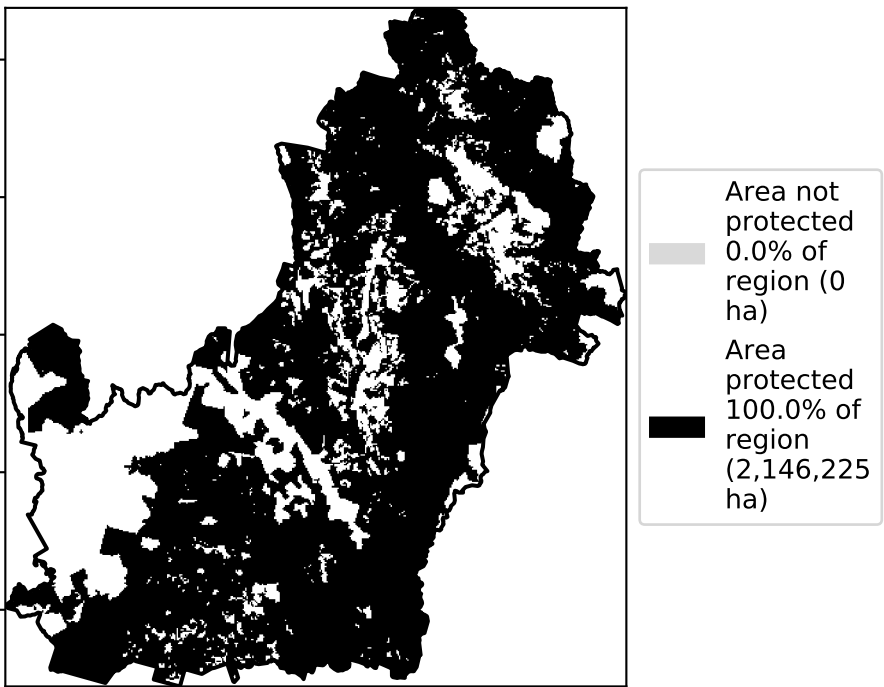 Area not
protected
0.0% of
region (0
ha)
Area
protected
100.0% of
region
(2,146,225
ha)